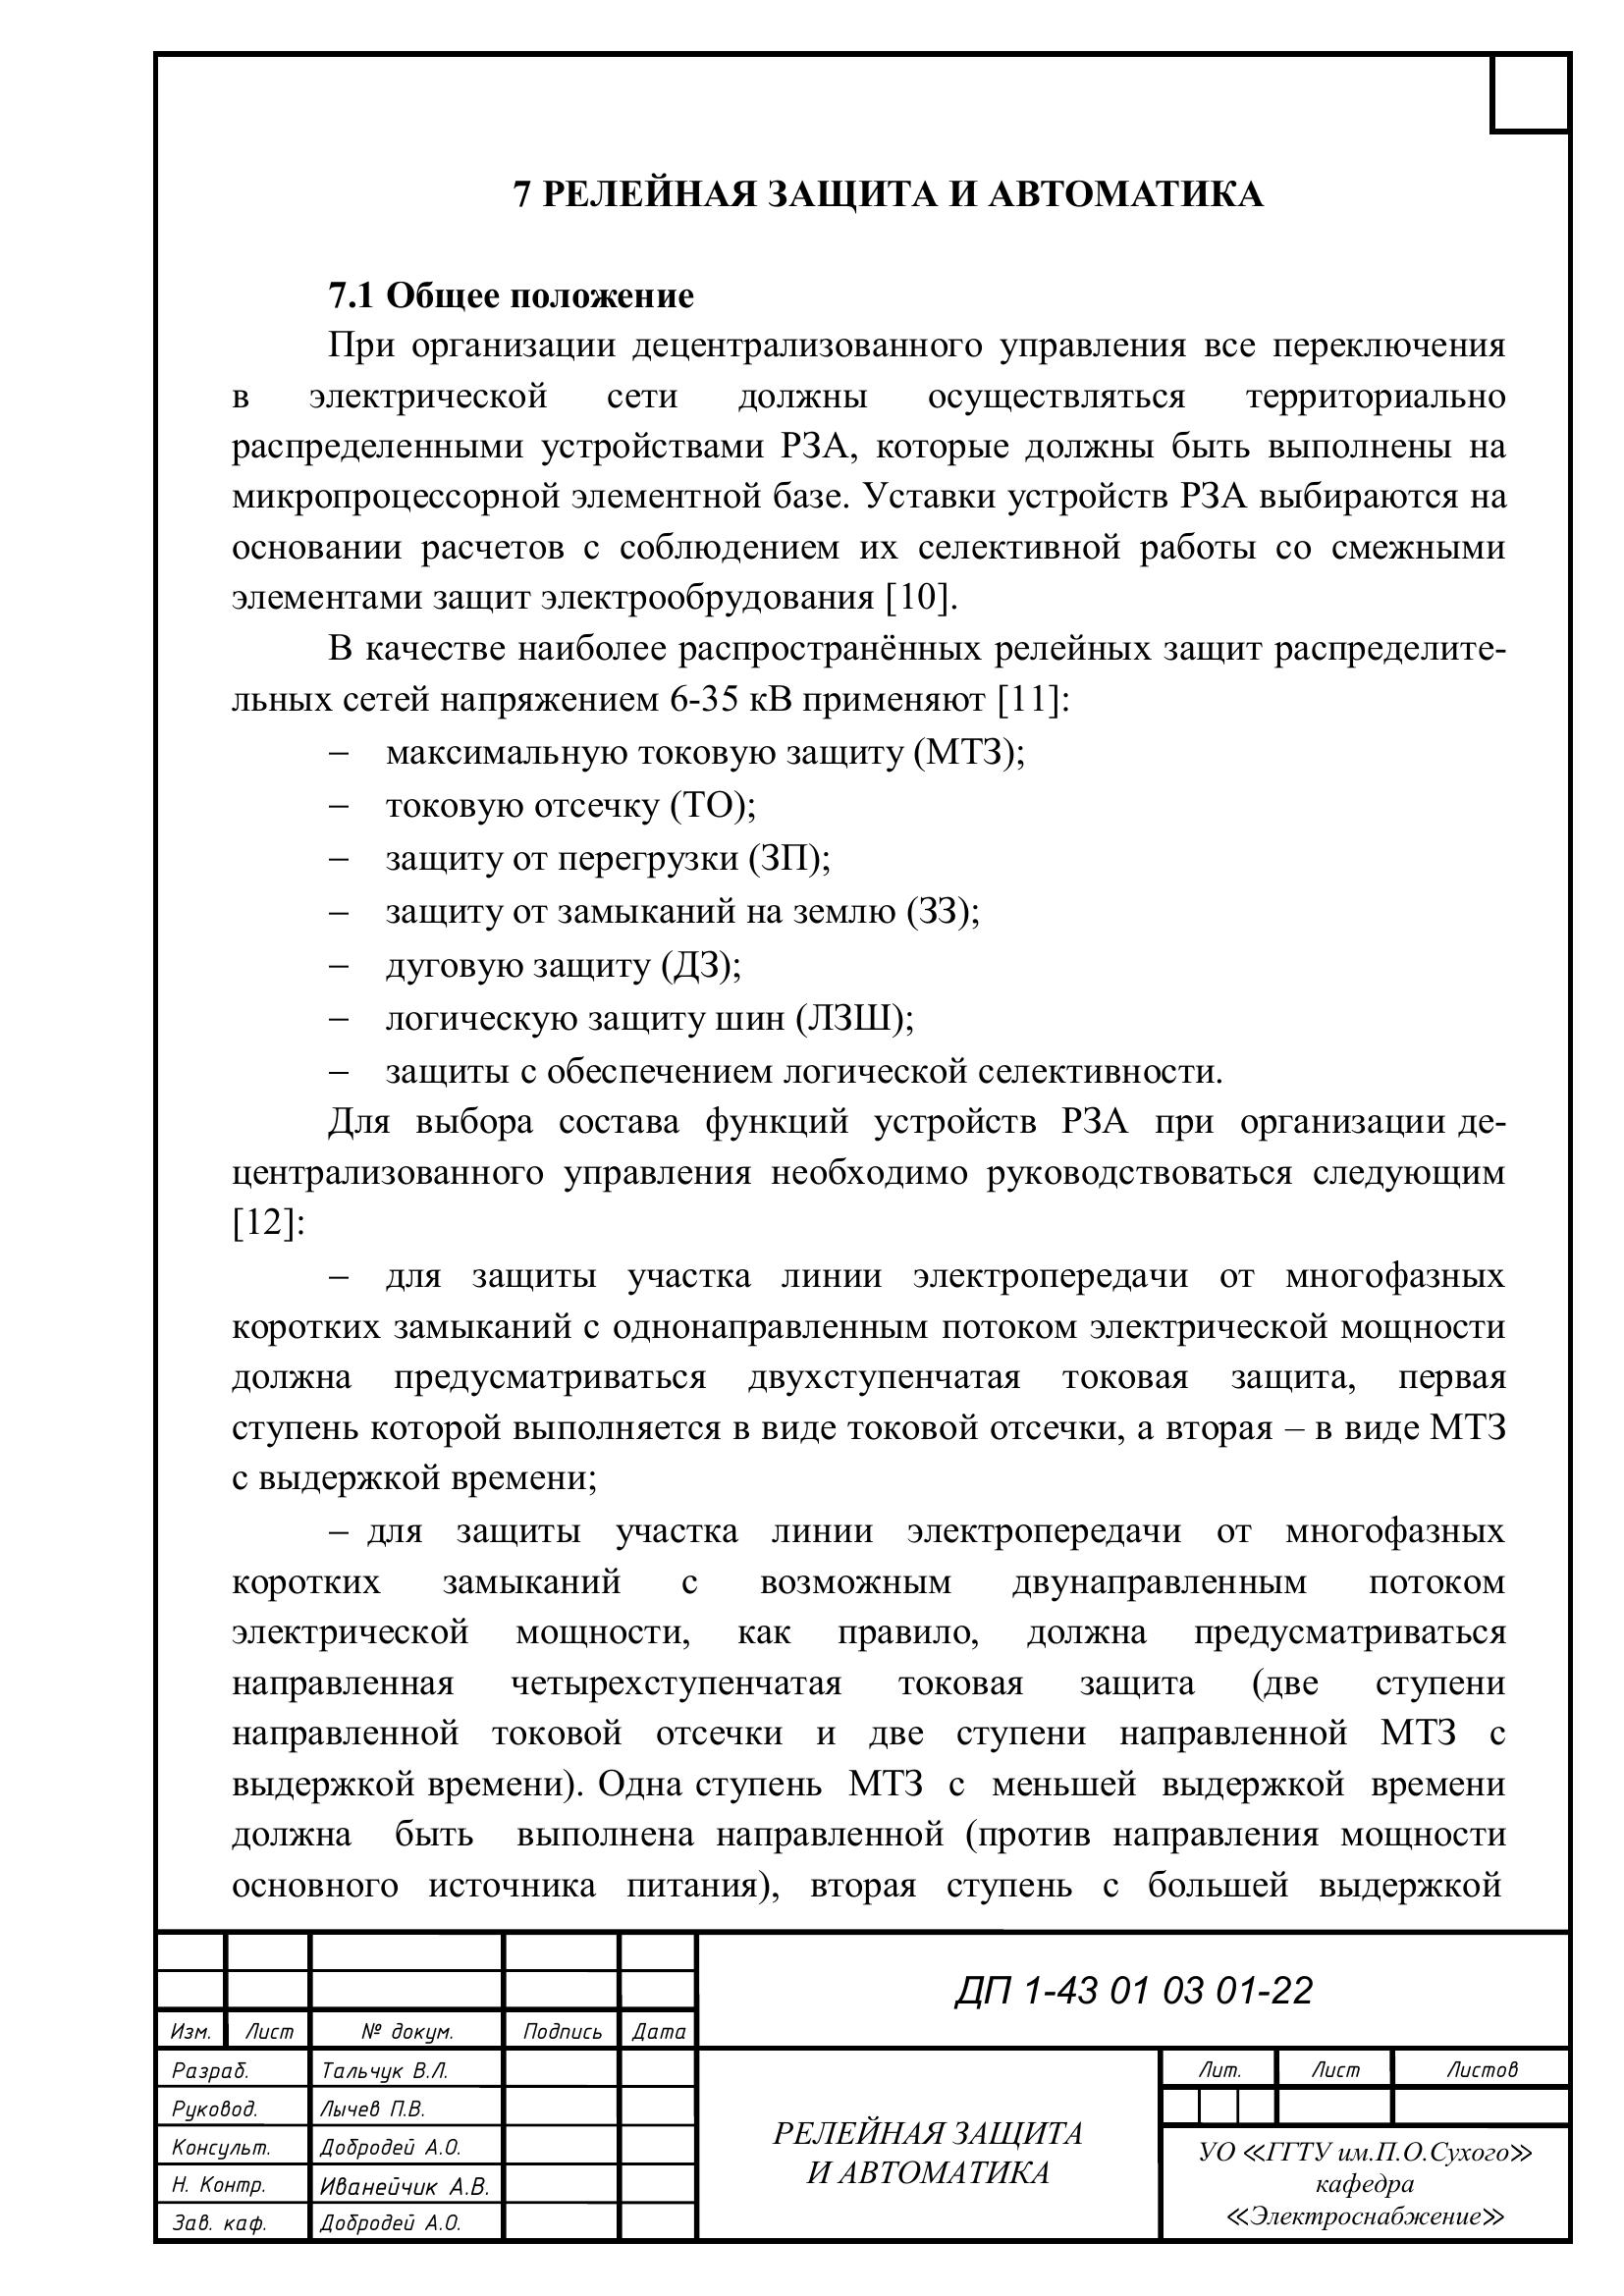 7 РЕЛЕЙНАЯ ЗАЩИТА И АВТОМАТИКА
7.1 Общее положение
При организации децентрализованного управления все переключения
в электрической сети должны осуществляться территориально
распределенными устройствами РЗА, которые должны быть выполнены на
микропроцессорной элементной базе. Уставки устройств РЗА выбираются на
основании расчетов с соблюдением их селективной работы со смежными
элементами защит электрообрудования [10].
В качестве наиболее распространённых релейных защит распределите-
льных сетей напряжением 6-35 кВ применяют [11]:
– максимальную токовую защиту (МТЗ);
– токовую отсечку (ТО);
– защиту от перегрузки (ЗП);
– защиту от замыканий на землю (ЗЗ);
– дуговую защиту (ДЗ);
– логическую защиту шин (ЛЗШ);
– защиты с обеспечением логической селективности.
Для выбора состава функций устройств РЗА при организации де-
централизованного управления необходимо руководствоваться следующим
[12]:
– для защиты участка линии электропередачи от многофазных
коротких замыканий с однонаправленным потоком электрической мощности
должна предусматриваться двухступенчатая токовая защита, первая
ступень которой выполняется в виде токовой отсечки, а вторая – в виде МТЗ
с выдержкой времени;
– для защиты участка линии электропередачи от многофазных
коротких замыканий с возможным двунаправленным потоком
электрической мощности, как правило, должна предусматриваться
направленная четырехступенчатая токовая защита (две ступени
направленной токовой отсечки и две ступени направленной МТЗ с
выдержкой времени). Одна ступень МТЗ с меньшей выдержкой времени
должна быть выполнена направленной (против направления мощности
основного источника питания), вторая ступень с большей выдержкой
ДП 1-43 01 03 01-22
Изм. Лист № докум. Подпись Дата
Разраб. Тальчук В.Л.
Руковод. Лычев П.В.
Консульт. Добродей А.О.
Н. Контр. Иванейчик А.В.
Зав. каф. Добродей А.О.
РЕЛЕЙНАЯ ЗАЩИТА
И АВТОМАТИКА
Лит. Лист Листов
УО ≪ГГТУ им.П.О.Сухого≫
кафедра
≪Электроснабжение≫